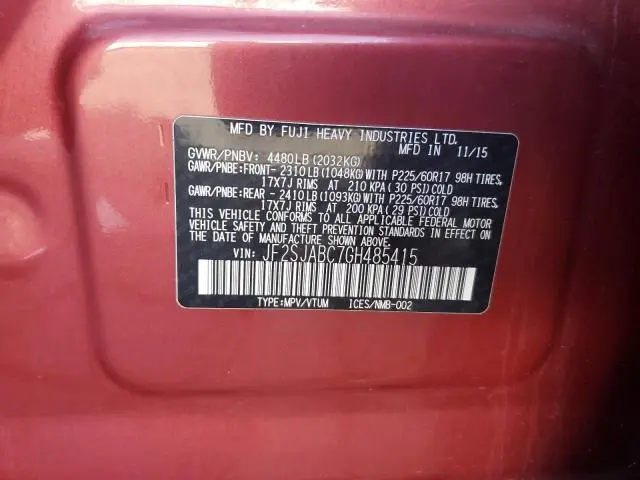 MFD BY FUJI HEAVY INDUSTRIES LTD.
GVWR/PNBV: 4480LB(2032KG) MFD IN 11/15
GAWR/PNBE:FRONT- 2310LB(1048KG)WITH P225/60R17 98H TIRES,
17X7J RIMS AT 210 KPA(30 PSI)COLD
GAWR/PNBE:REAR - 2410LB(1093KG)WITH P225/60R17 98H TIRES,
17X7J RIMS AT 200 KPA(29 PSI)COLD
THIS VEHICLE CONFORMS TO ALL APPLICABLE FEDERAL MOTOR
VEHICLE SAFETY AND THEFT PREVENTION STANDARDS IN
EFFECT ON THE DATE OF MANUFACTURE SHOWN ABOVE.
VIN: JF2SJABC7GH485415
TYPE:MPV/VTUM ICES/NMB-002